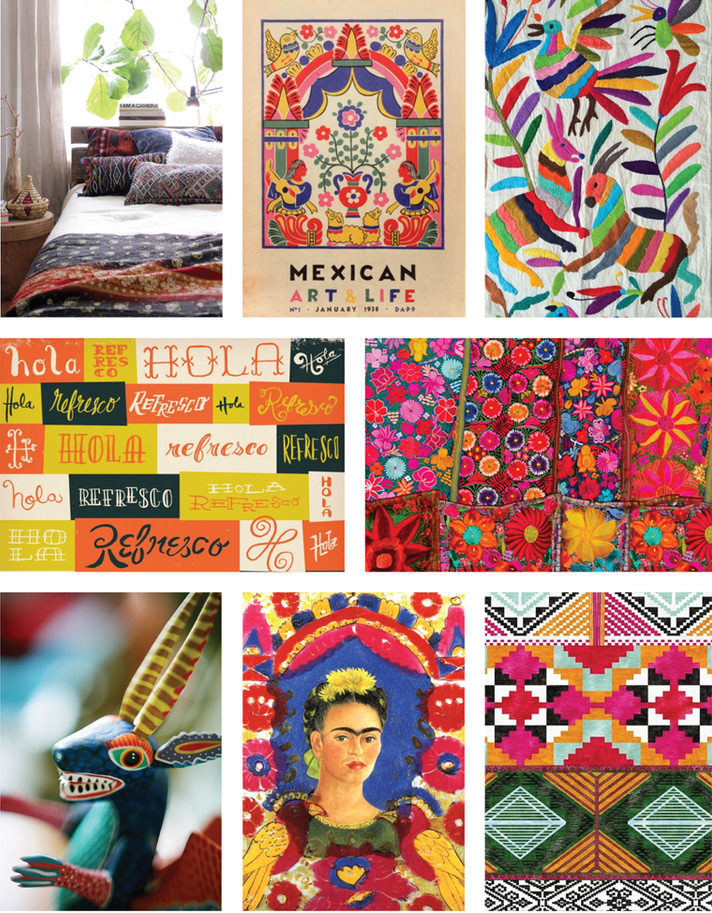 I AM A CAMERA
MEXICAN
ART & LIFE
Nº1 · JANUARY 1938 · DAPP
hola
REF
RES
CO
HOLA
Hola
Hola
refresco
REFRESCO
Hola
Refresco
H
HOLA
refresco
REFRESCO
hola
REFRESCO
HOLA
REFRESCO
H
O
L
A
HO
LA
Refresco
H
Hola